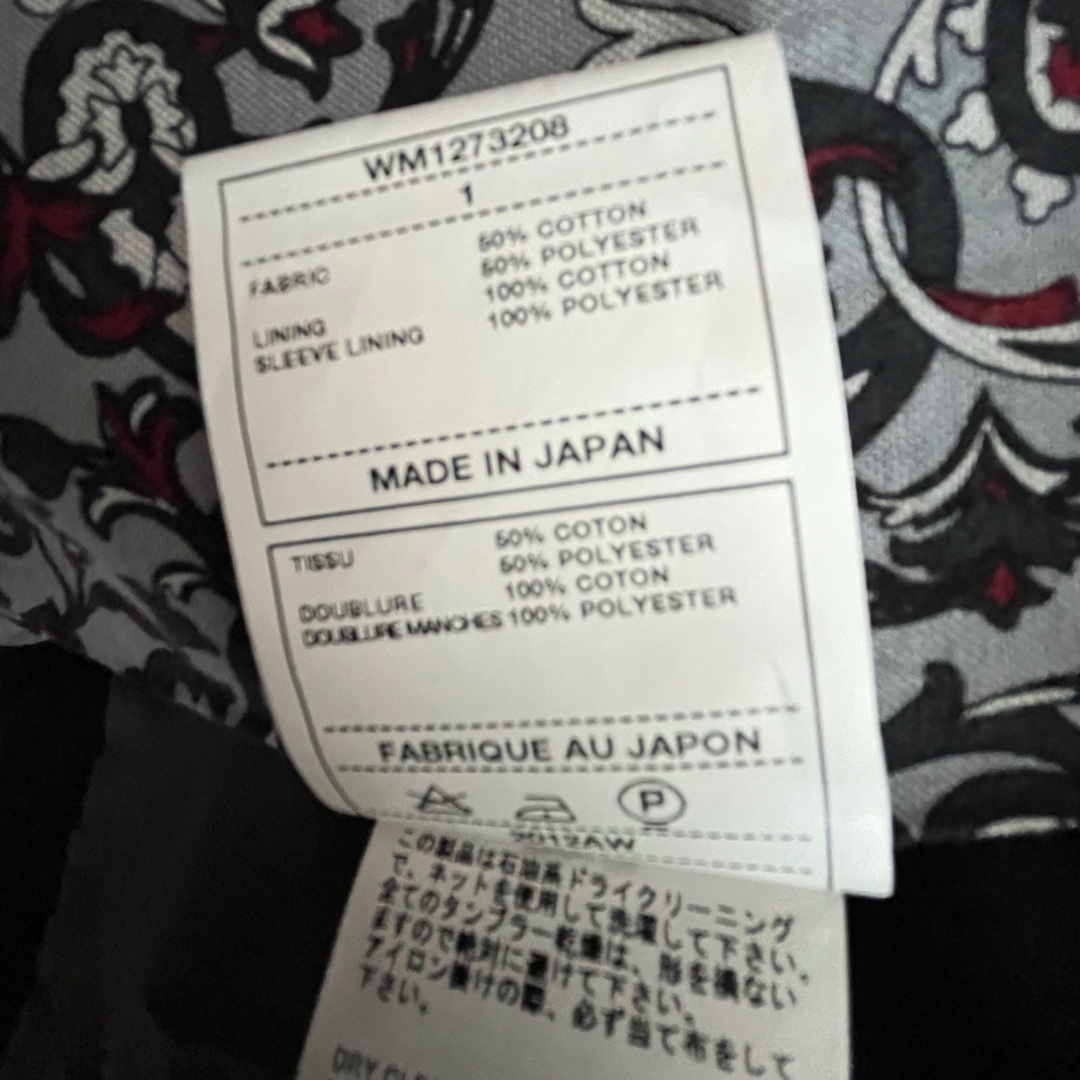 WM1273208
1
50% COTTON
FABRIC 50% POLYESTER
100% COTTON
LINING 100% POLYESTER
SLEEVE LINING
MADE IN JAPAN
50% COTON
TISSU 50% POLYESTER
100% COTON
DOUBLURE
DOUBLURE MANCHES 100% POLYESTER
FABRIQUE AU JAPON
P
2012AW
この製品は石油系ドライクリーニング
で、ネットを使用して洗濯して下さい。
全てのタンブラー乾燥は、形を損ない
ますので絶対に避けて下さい。
アイロン掛けの際、必ず当て布をして
下さい。
DRY